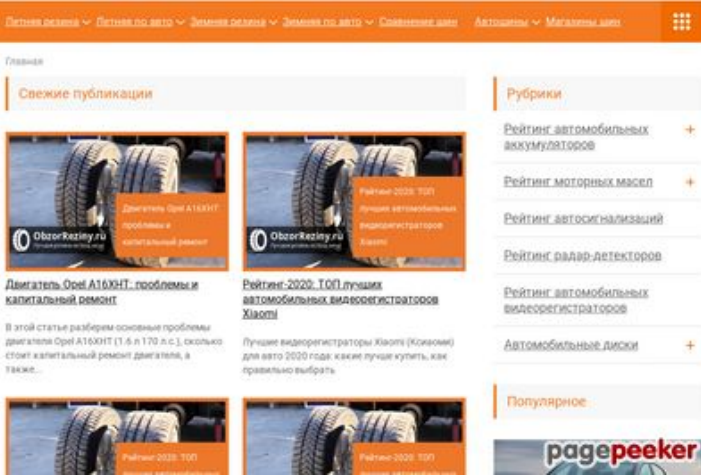 Летняя резина Летняя по авто Зимняя резина Зимняя по авто Сравнение шин Автошины Магазины шин
Главная
Свежие публикации
Двигатель Opel A16XHT:
проблемы и
капитальный ремонт
ObzorReziny.ru
Двигатель Opel A16XHT: проблемы и
капитальный ремонт
В этой статье разберем основные проблемы
двигателя Opel A16XHT (1.6 л 170 л.с.), сколько
стоит капитальный ремонт двигателя, а
также...
Рейтинг-2020: ТОП
лучших автомобильных
видеорегистраторов
Xiaomi
ObzorReziny.ru
Рейтинг-2020: ТОП лучших
автомобильных видеорегистраторов
Xiaomi
Лучшие видеорегистраторы Xiaomi (Ксиаоми)
для авто 2020 года: какие лучше купить, как
правильно выбрать
Рейтинг-2020: ТОП
Рейтинг-2020: ТОП
Рубрики
Рейтинг автомобильных
аккумуляторов
Рейтинг моторных масел
Рейтинг автосигнализаций
Рейтинг радар-детекторов
Рейтинг автомобильных
видеорегистраторов
Автомобильные диски
Популярное
pagepeeker